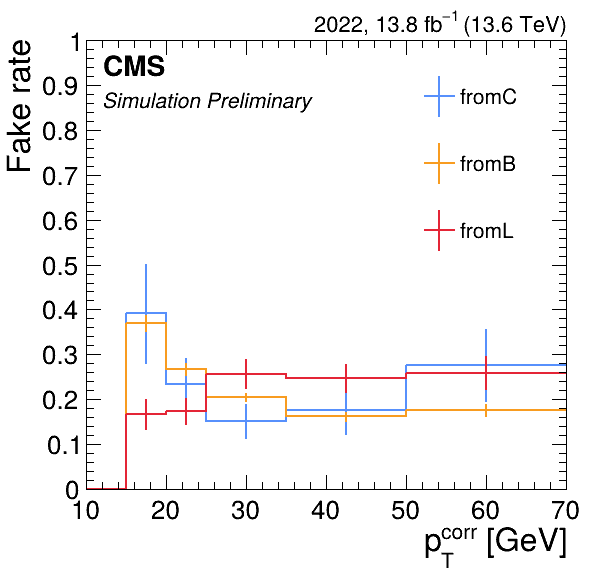 2022, 13.8 fb⁻¹ (13.6 TeV)
CMS
Simulation Preliminary
fromC
fromB
fromL
Fake rate
1
0.9
0.8
0.7
0.6
0.5
0.4
0.3
0.2
0.1
0
10 20 30 40 50 60 70
p_T^corr [GeV]